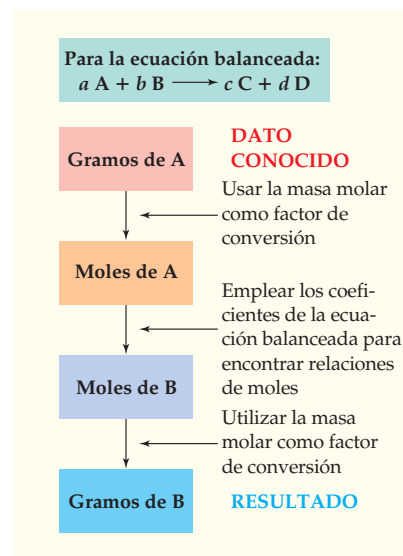 Para la ecuación balanceada:
a A + b B ⟶ c C + d D
Gramos de A
DATO
CONOCIDO
Usar la masa molar
como factor de
conversión
Moles de A
Emplear los coefi-
cientes de la ecua-
ción balanceada para
encontrar relaciones
de moles
Moles de B
Utilizar la masa
molar como factor
de conversión
Gramos de B
RESULTADO